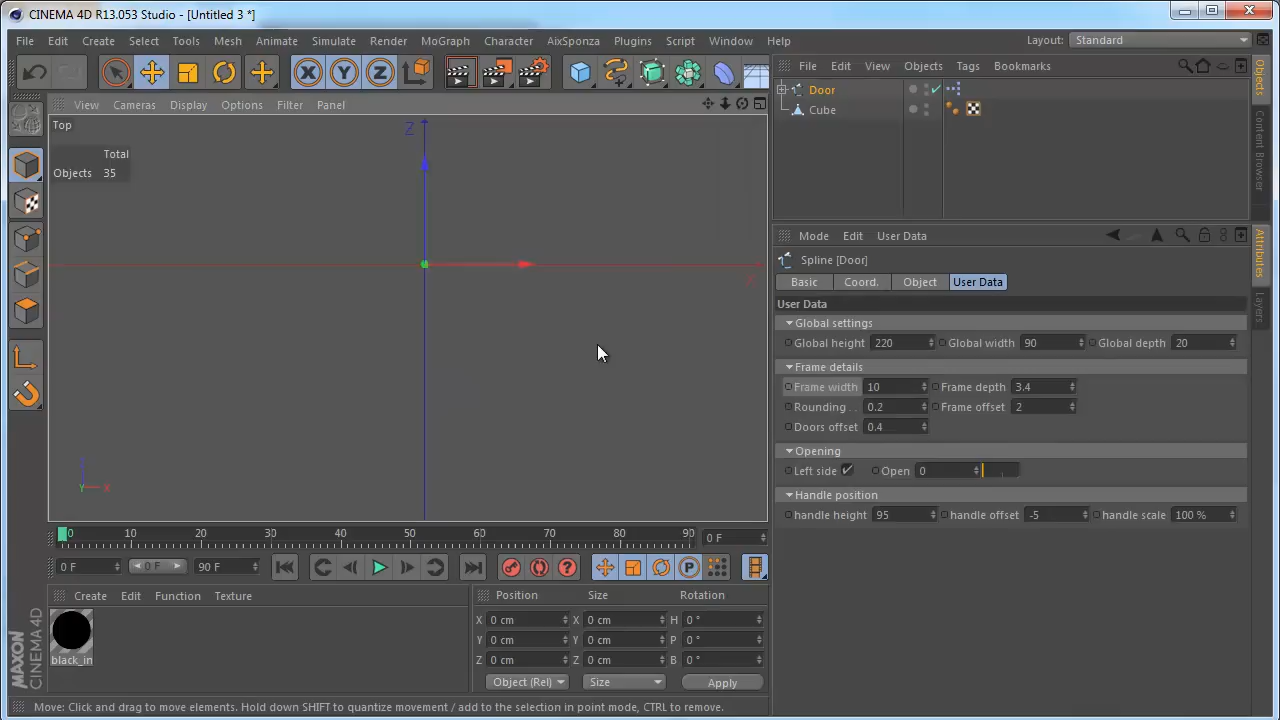 CINEMA 4D R13.053 Studio - [Untitled 3 *]
File Edit Create Select Tools Mesh Animate Simulate Render MoGraph Character AixSponza Plugins Script Window Help Layout: Standard
X Y Z
File Edit View Objects Tags Bookmarks
View Cameras Display Options Filter Panel
Door
Cube
Top
Z
Total
Objects 35
X
Y X
Objects
Content Browser
Mode Edit User Data
Spline [Door]
Basic Coord. Object User Data
User Data
Global settings
Global height 220 Global width 90 Global depth 20
Frame details
Frame width 10 Frame depth 3.4
Rounding . . 0.2 Frame offset 2
Doors offset 0.4
Opening
Left side Open 0
Handle position
handle height 95 handle offset -5 handle scale 100 %
Attributes
Layers
0 10 20 30 40 50 60 70 80 90 0 F
0 F 0 F 90 F P
Create Edit Function Texture
black_in
Position Size Rotation
X 0 cm X 0 cm H 0 °
Y 0 cm Y 0 cm P 0 °
Z 0 cm Z 0 cm B 0 °
Object (Rel) Size Apply
MAXON
CINEMA 4D
Move: Click and drag to move elements. Hold down SHIFT to quantize movement / add to the selection in point mode, CTRL to remove.